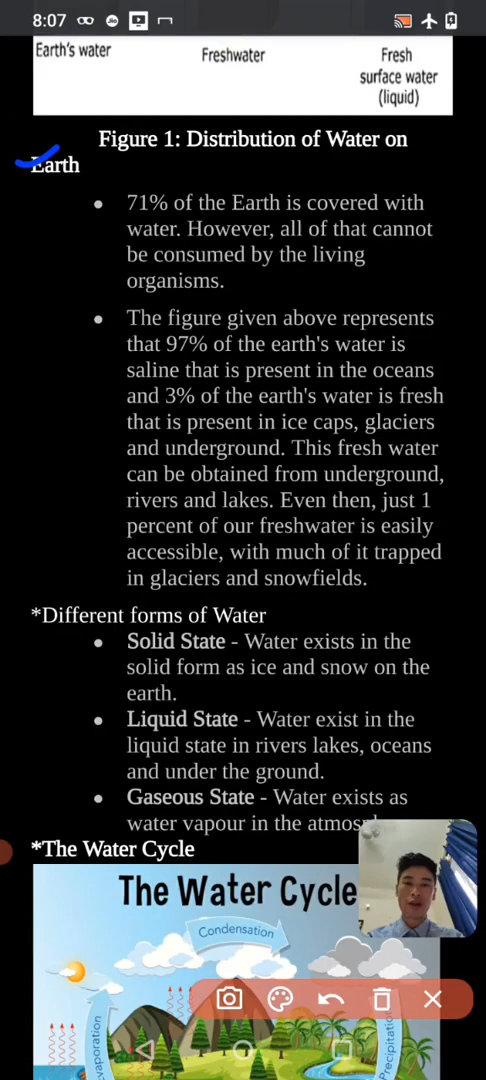 8:07
Earth's water
Freshwater
Fresh
surface water
(liquid)
Figure 1: Distribution of Water on
Earth
• 71% of the Earth is covered with
water. However, all of that cannot
be consumed by the living
organisms.
• The figure given above represents
that 97% of the earth's water is
saline that is present in the oceans
and 3% of the earth's water is fresh
that is present in ice caps, glaciers
and underground. This fresh water
can be obtained from underground,
rivers and lakes. Even then, just 1
percent of our freshwater is easily
accessible, with much of it trapped
in glaciers and snowfields.
*Different forms of Water
• Solid State - Water exists in the
solid form as ice and snow on the
earth.
• Liquid State - Water exist in the
liquid state in rivers lakes, oceans
and under the ground.
• Gaseous State - Water exists as
water vapour in the
*The Water Cycle
The Water Cycle
Condensation